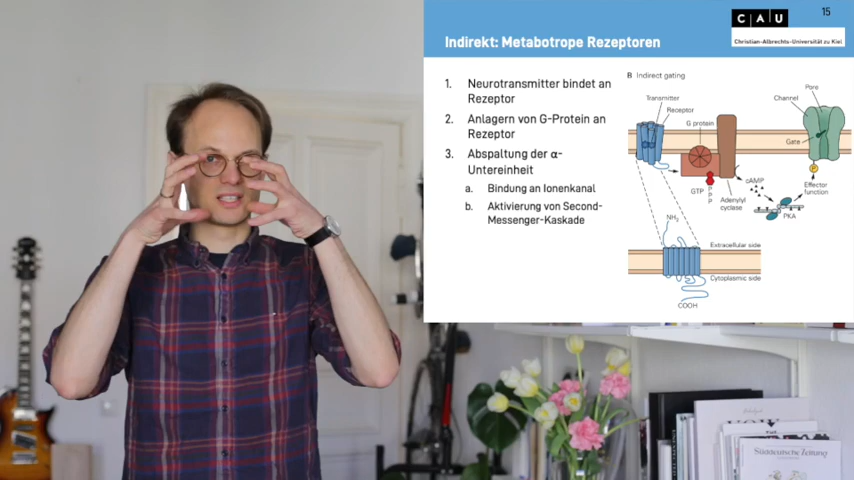 15
C A U
Christian-Albrechts-Universität zu Kiel
Indirekt: Metabotrope Rezeptoren
1. Neurotransmitter bindet an
Rezeptor
2. Anlagern von G-Protein an
Rezeptor
3. Abspaltung der α-
Untereinheit
a. Bindung an Ionenkanal
b. Aktivierung von Second-
Messenger-Kaskade
B Indirect gating
Transmitter
Receptor
G protein
Channel
Pore
Gate
GTP
P
P
P
Adenylyl
cyclase
cAMP
PKA
P
Effector
function
NH2
Extracellular side
Cytoplasmic side
COOH
Süddeutsche Zeitung